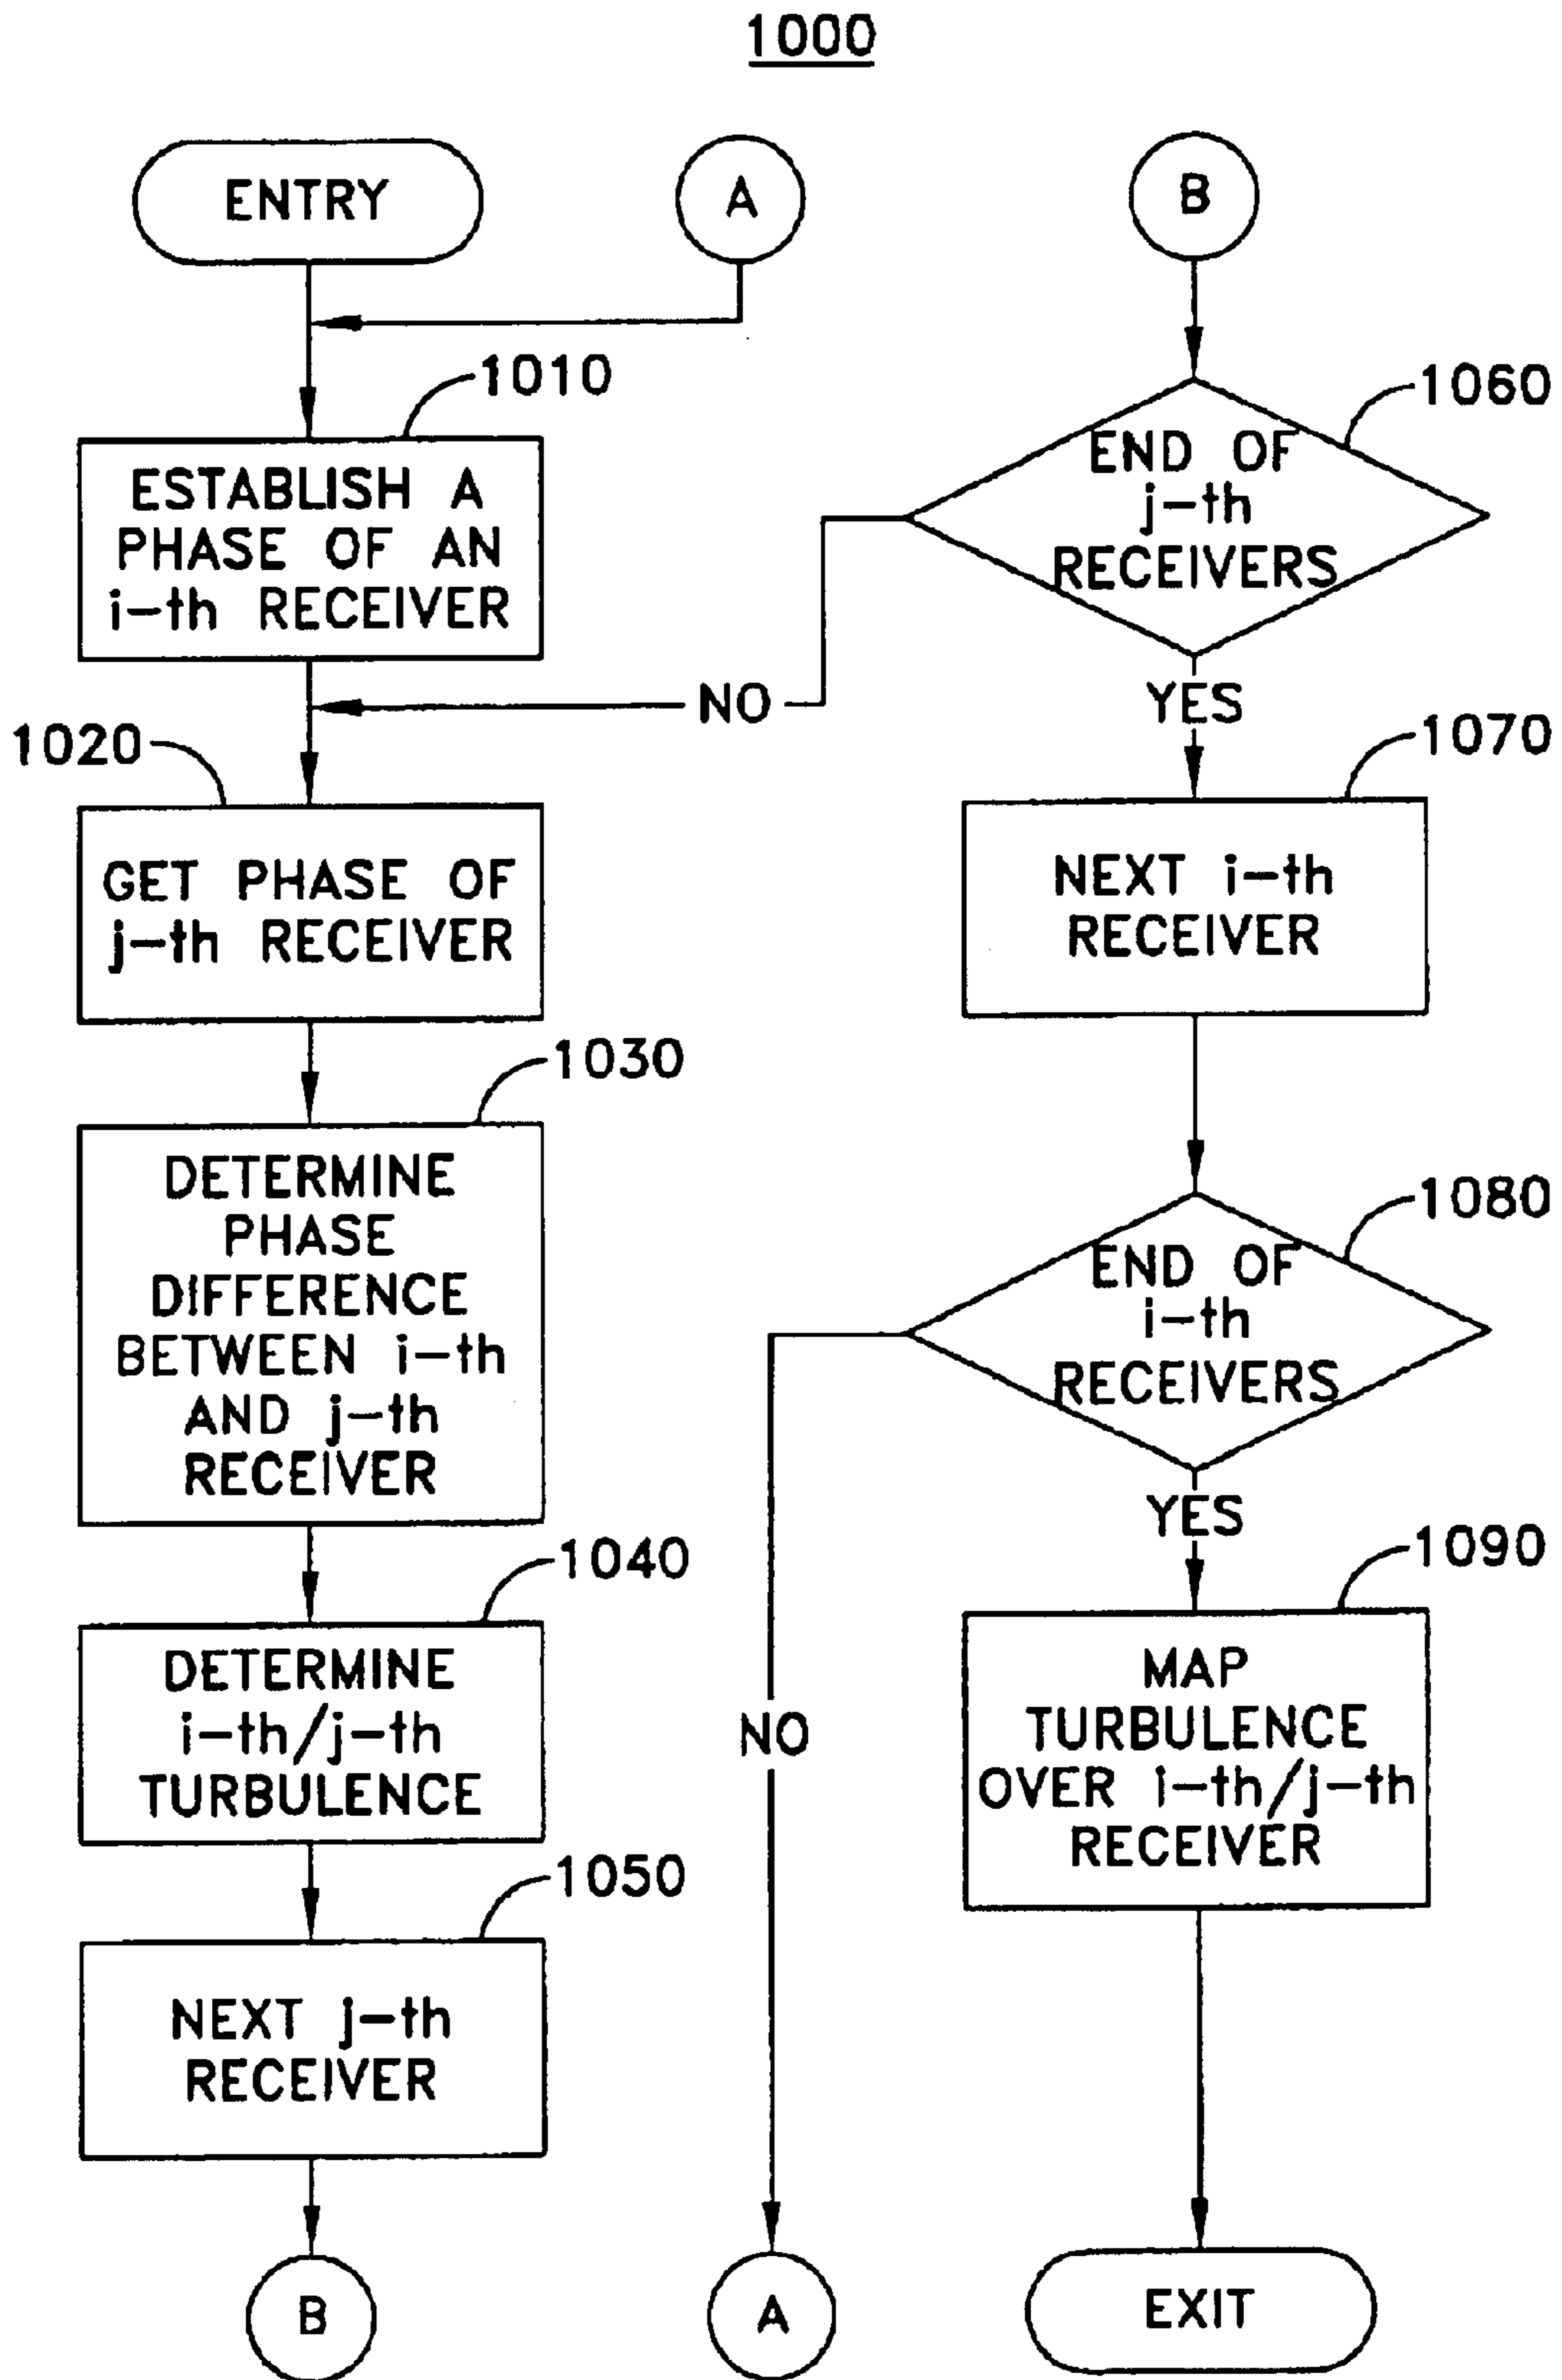 1000
ENTRY
A
B
1010
ESTABLISH A
PHASE OF AN
i-th RECEIVER
1060
END OF
j-th
RECEIVERS
NO
YES
1020
GET PHASE OF
j-th RECEIVER
1070
NEXT i-th
RECEIVER
1030
DETERMINE
PHASE
DIFFERENCE
BETWEEN i-th
AND j-th
RECEIVER
1080
END OF
i-th
RECEIVERS
NO
YES
1040
DETERMINE
i-th/j-th
TURBULENCE
1090
MAP
TURBULENCE
OVER i-th/j-th
RECEIVER
1050
NEXT j-th
RECEIVER
B
A
EXIT